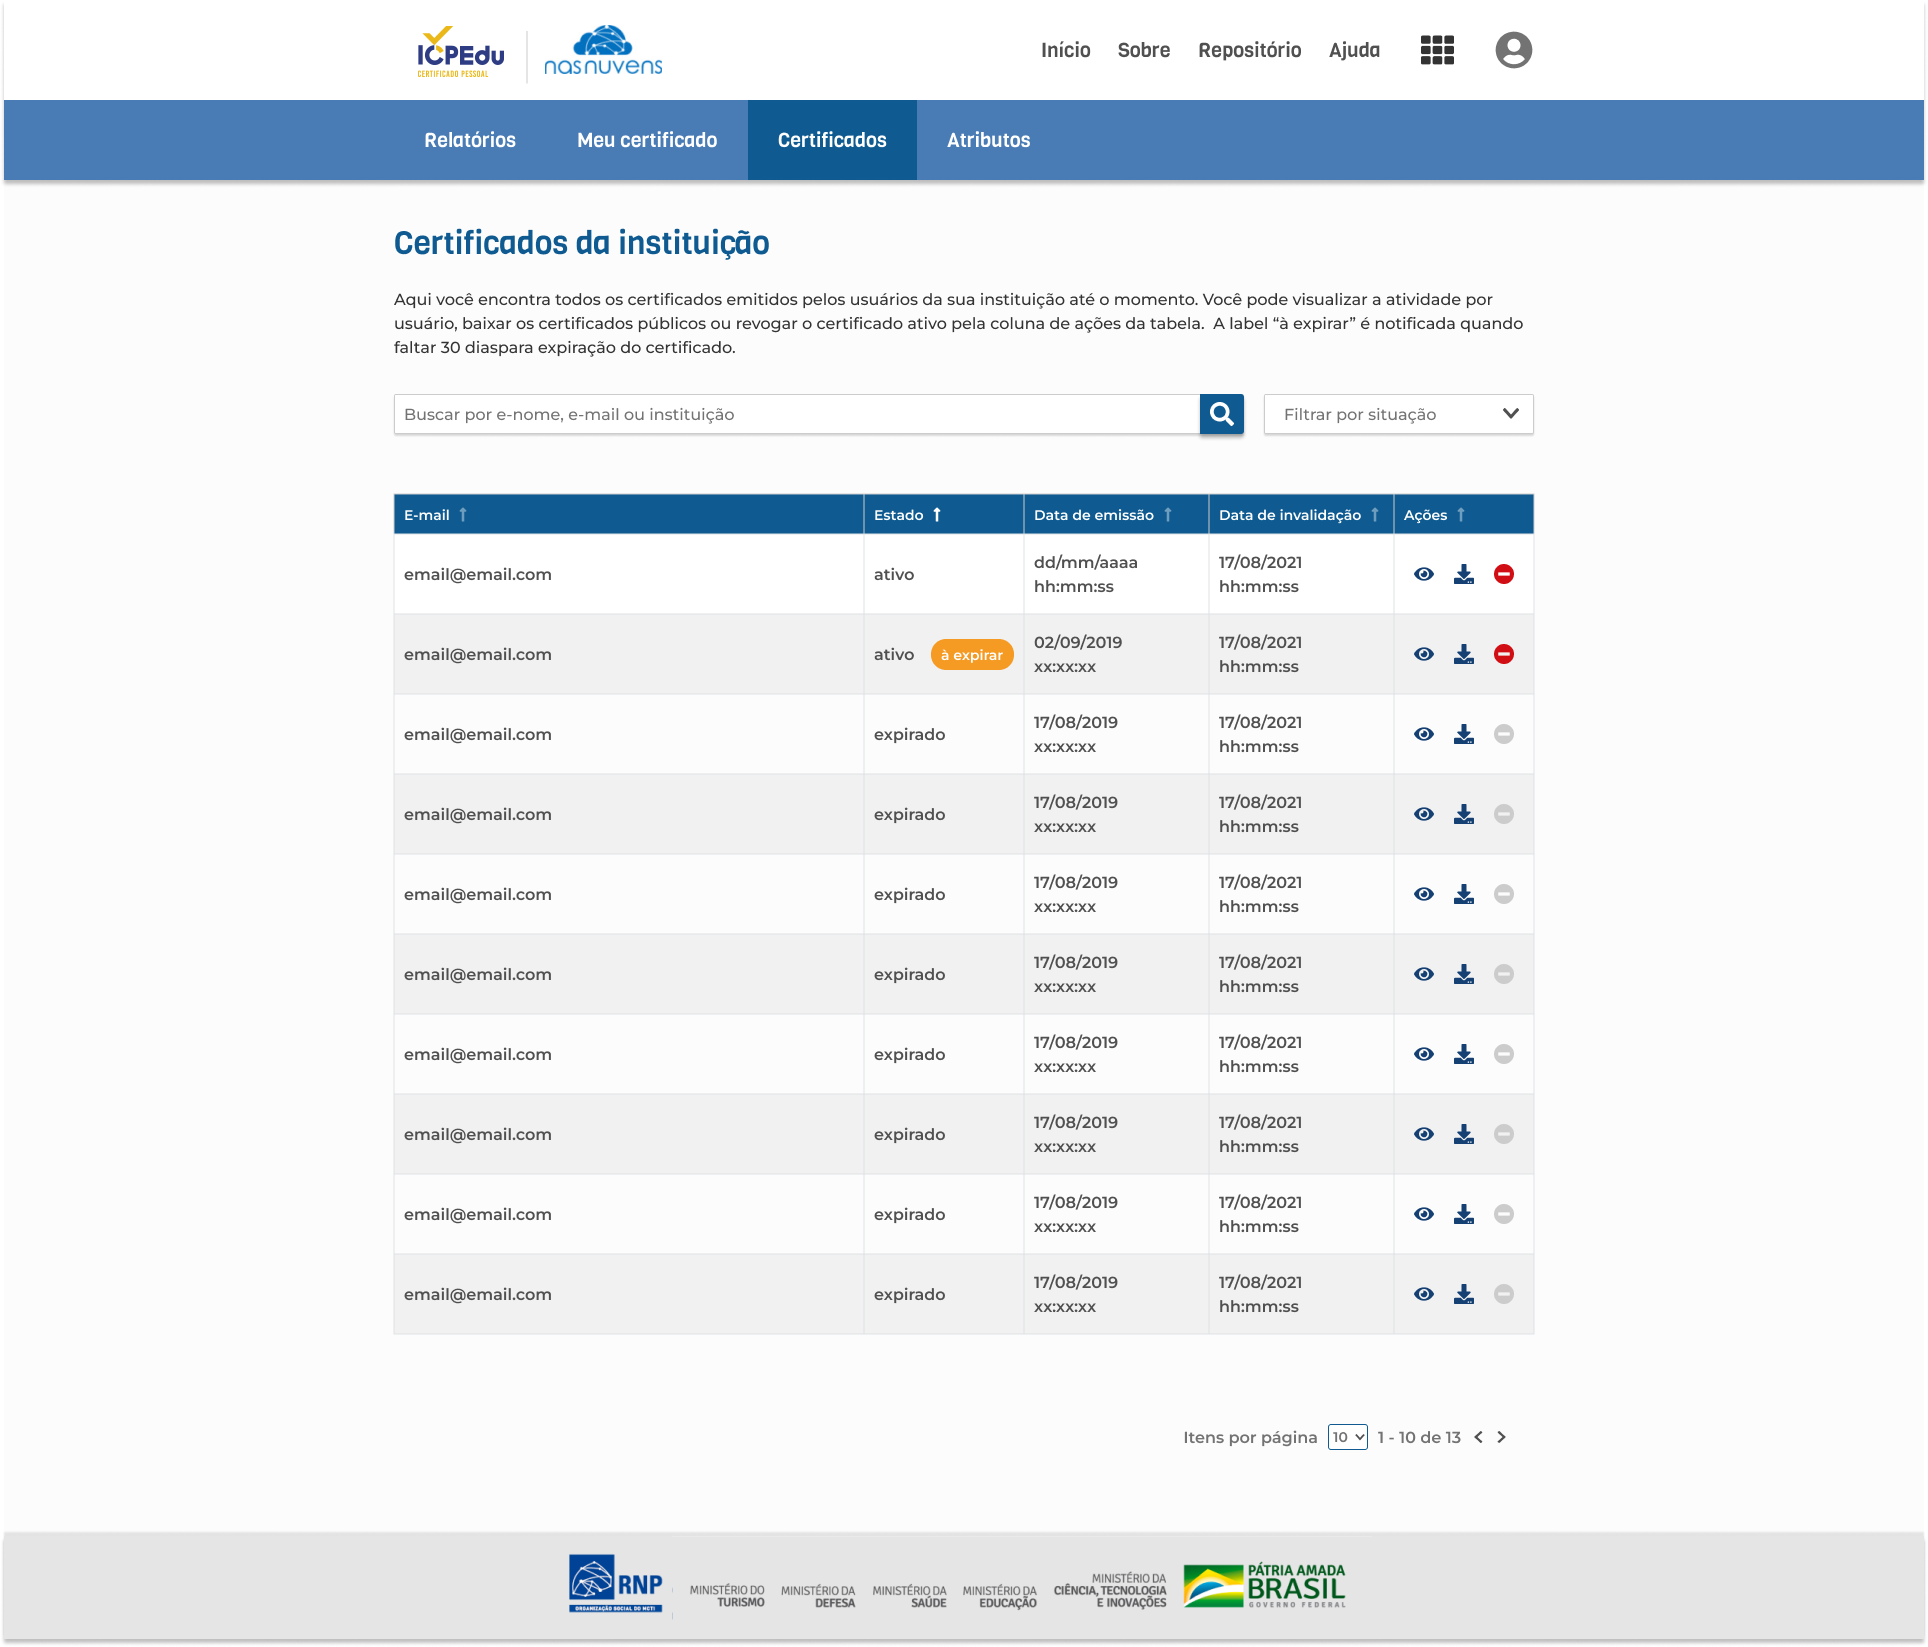 ICPEdu
CERTIFICADO PESSOAL
nasnuvens
Início Sobre Repositório Ajuda
Relatórios Meu certificado Certificados Atributos
Certificados da instituição
Aqui você encontra todos os certificados emitidos pelos usuários da sua instituição até o momento. Você pode visualizar a atividade por
usuário, baixar os certificados públicos ou revogar o certificado ativo pela coluna de ações da tabela.  A label “à expirar” é notificada quando
faltar 30 diaspara expiração do certificado.
Buscar por e-nome, e-mail ou instituição
Filtrar por situação
E-mail Estado Data de emissão Data de invalidação Ações
email@email.com ativo dd/mm/aaaa hh:mm:ss 17/08/2021 hh:mm:ss
email@email.com ativo à expirar 02/09/2019 xx:xx:xx 17/08/2021 hh:mm:ss
email@email.com expirado 17/08/2019 xx:xx:xx 17/08/2021 hh:mm:ss
email@email.com expirado 17/08/2019 xx:xx:xx 17/08/2021 hh:mm:ss
email@email.com expirado 17/08/2019 xx:xx:xx 17/08/2021 hh:mm:ss
email@email.com expirado 17/08/2019 xx:xx:xx 17/08/2021 hh:mm:ss
email@email.com expirado 17/08/2019 xx:xx:xx 17/08/2021 hh:mm:ss
email@email.com expirado 17/08/2019 xx:xx:xx 17/08/2021 hh:mm:ss
email@email.com expirado 17/08/2019 xx:xx:xx 17/08/2021 hh:mm:ss
email@email.com expirado 17/08/2019 xx:xx:xx 17/08/2021 hh:mm:ss
Itens por página 10 1 - 10 de 13
RNP
ORGANIZAÇÃO SOCIAL DO MCTI
MINISTÉRIO DO
TURISMO
MINISTÉRIO DA
DEFESA
MINISTÉRIO DA
SAÚDE
MINISTÉRIO DA
EDUCAÇÃO
MINISTÉRIO DA
CIÊNCIA, TECNOLOGIA
E INOVAÇÕES
PÁTRIA AMADA
BRASIL
GOVERNO FEDERAL